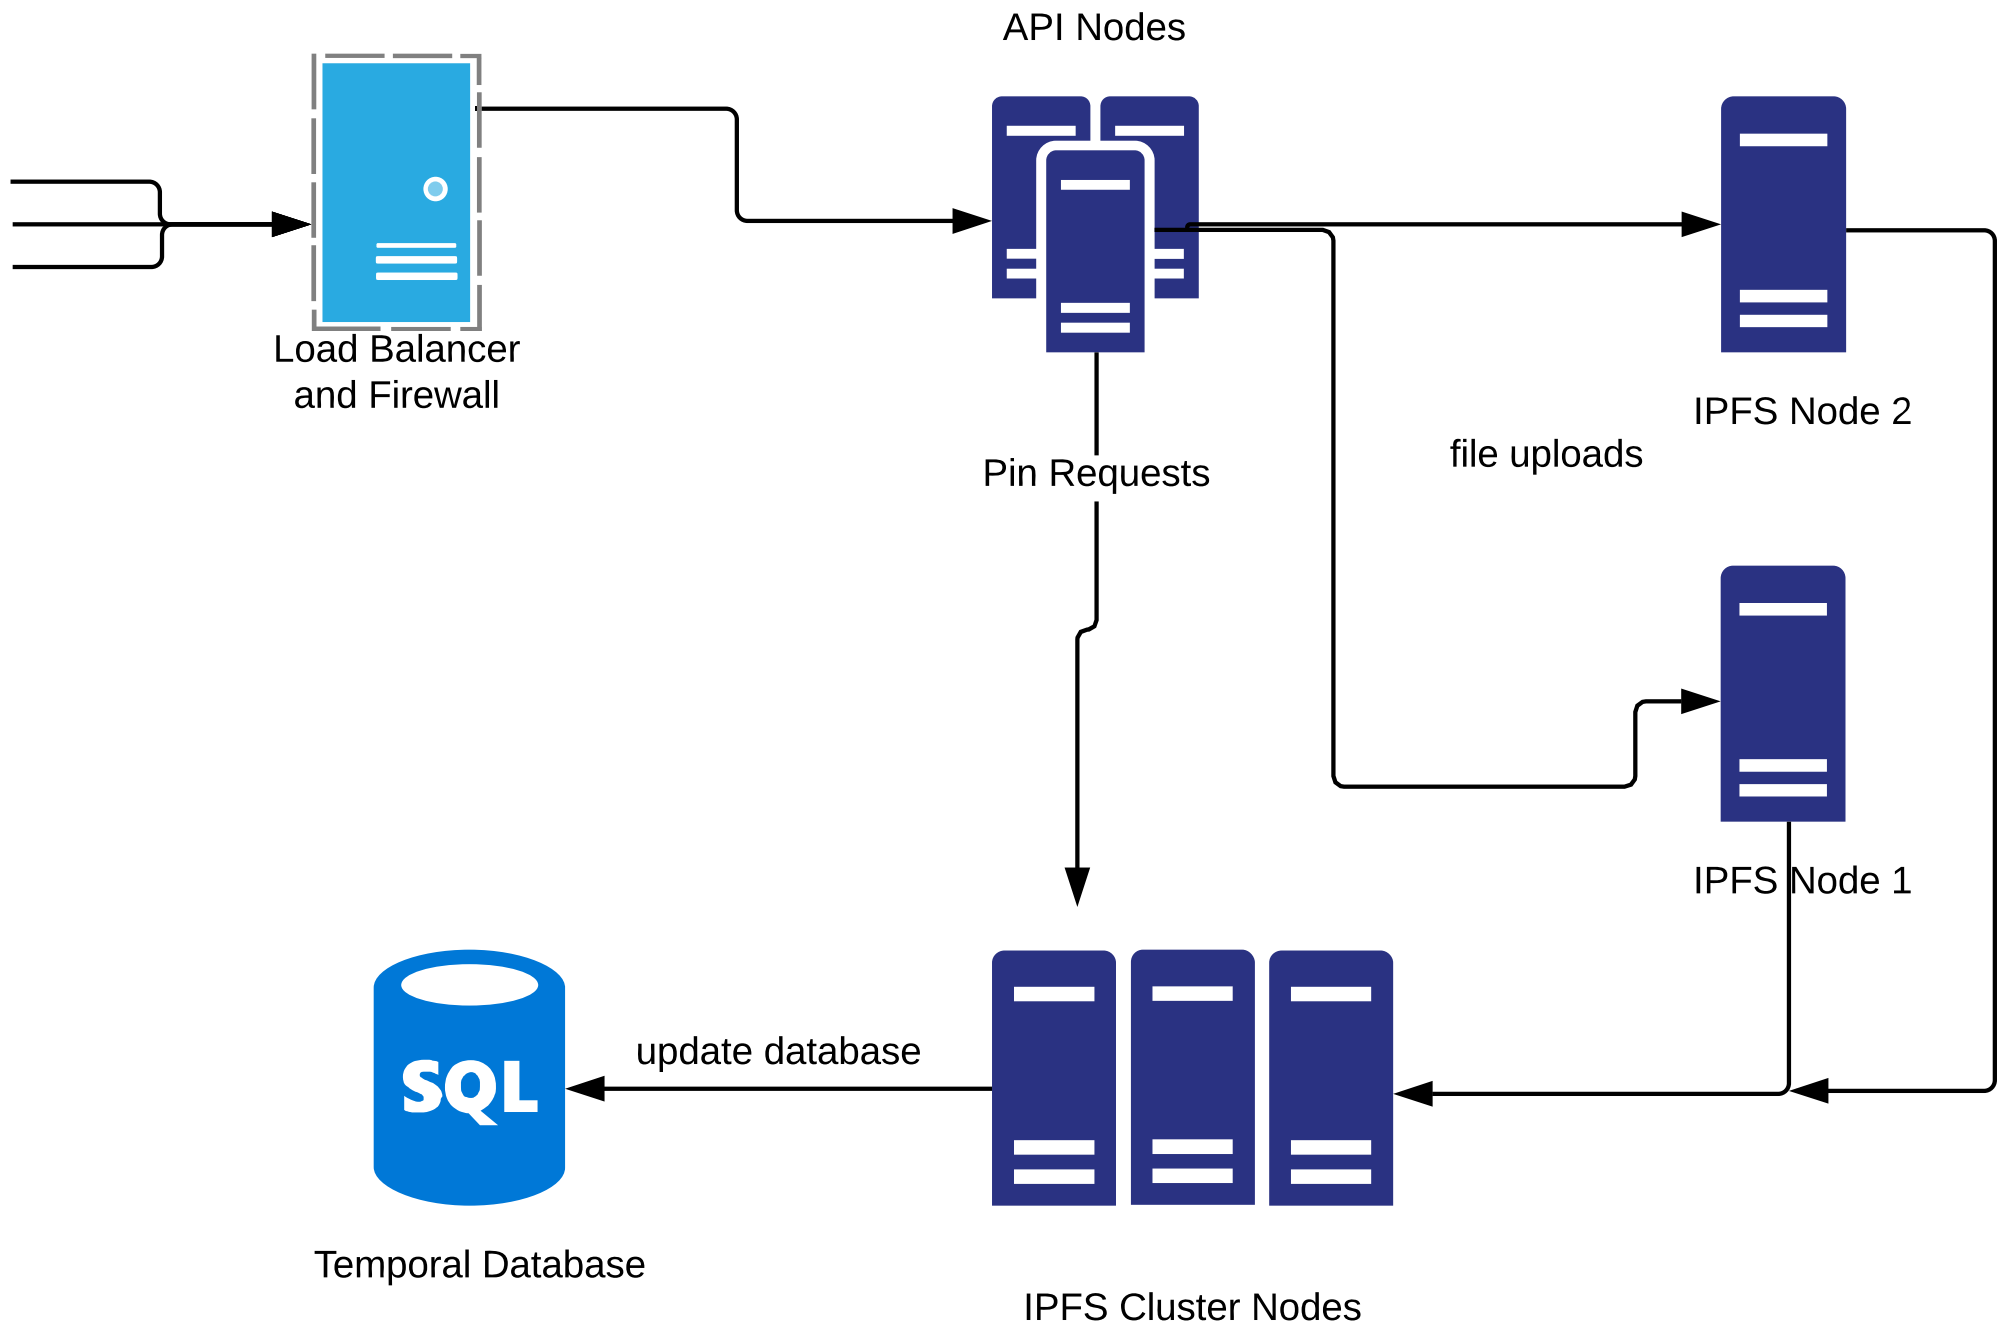 API Nodes
Load Balancer
and Firewall
IPFS Node 2
file uploads
Pin Requests
IPFS Node 1
update database
SQL
Temporal Database
IPFS Cluster Nodes